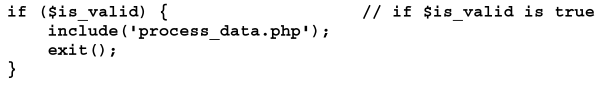 if ($is_valid) {                    // if $is_valid is true
    include('process_data.php');
    exit();
}